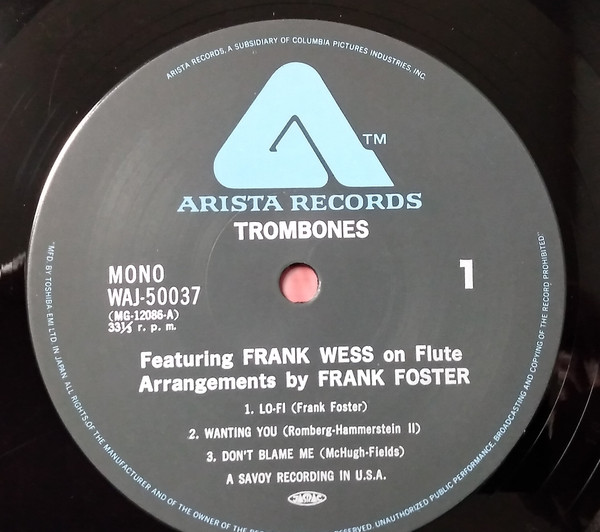 ARISTA RECORDS, A SUBSIDIARY OF COLUMBIA PICTURES INDUSTRIES, INC.
TM
ARISTA RECORDS
TROMBONES
MONO
WAJ-50037
(MG-12086-A)
33⅓ r. p. m.
1
Featuring FRANK WESS on Flute
Arrangements by FRANK FOSTER
1. LO-FI (Frank Foster)
2. WANTING YOU (Romberg-Hammerstein II)
3. DON'T BLAME ME (McHugh-Fields)
A SAVOY RECORDING IN U.S.A.
JASRAC
"MFD. BY TOSHIBA EMI LTD. IN JAPAN. ALL RIGHTS OF THE MANUFACTURER AND OF THE OWNER OF THE RESERVED. UNAUTHORIZED PUBLIC PERFORMANCE, BROADCASTING AND COPYING OF THE RECORD PROHIBITED"